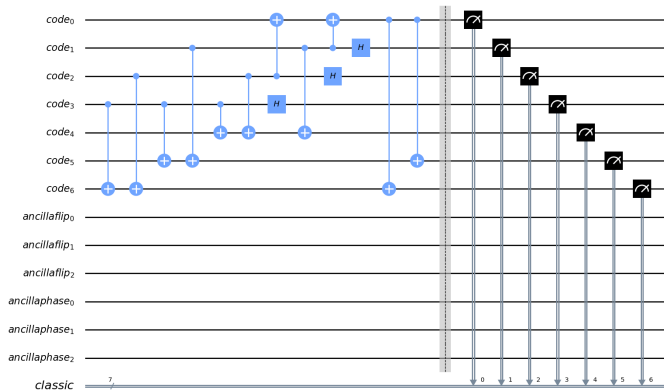 code₀
code₁
H
code₂
H
code₃
H
code₄
code₅
code₆
ancillaflip₀
ancillaflip₁
ancillaflip₂
ancillaphase₀
ancillaphase₁
ancillaphase₂
classic 7 0 1 2 3 4 5 6